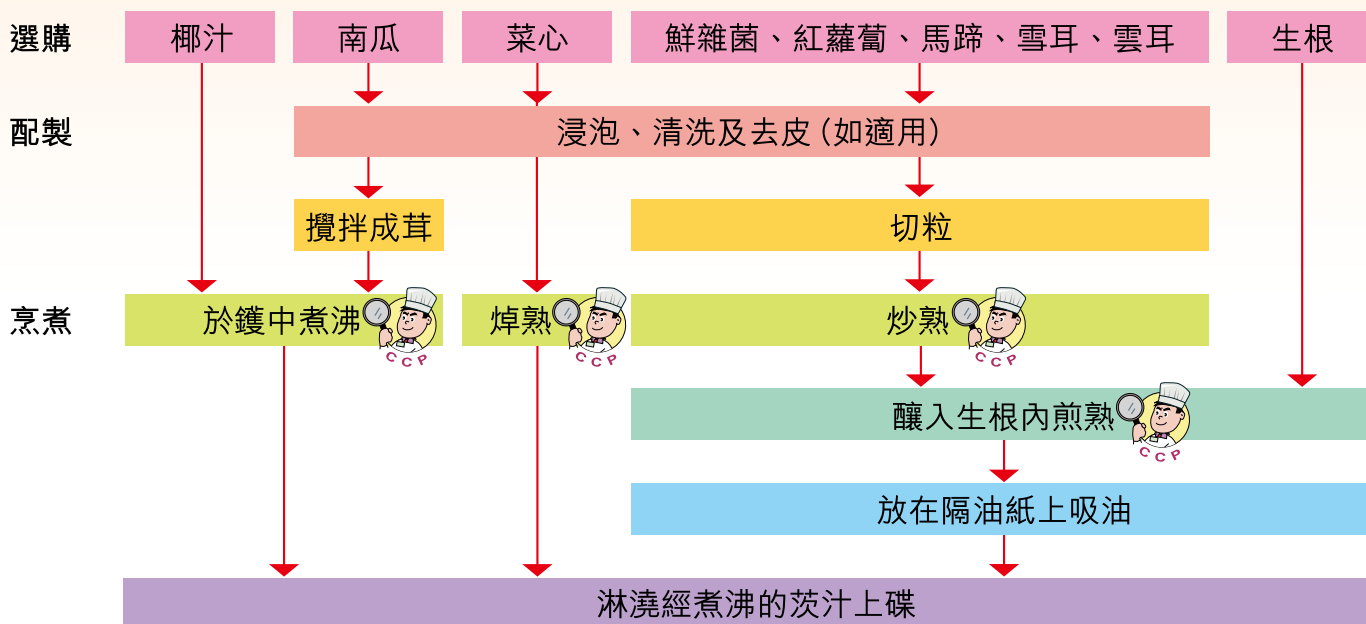 選購
椰汁
南瓜
菜心
鮮雜菌、紅蘿蔔、馬蹄、雪耳、雲耳
生根
配製
浸泡、清洗及去皮（如適用）
攪拌成茸
切粒
烹煮
於鑊中煮沸
CCP
焯熟
CCP
炒熟
CCP
釀入生根內煎熟
CCP
放在隔油紙上吸油
淋澆經煮沸的茨汁上碟